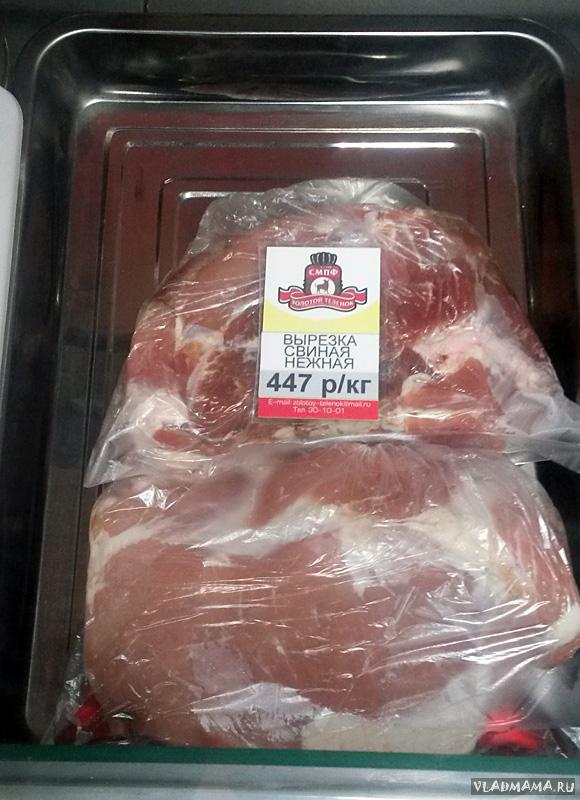 СМПФ
ЗОЛОТОЙ ТЕЛЕНОК
ВЫРЕЗКА
СВИНАЯ
НЕЖНАЯ
447 р/кг
E-mail: zolotoy-telenok@mail.ru
Тел. 30-10-01
VLADMAMA.RU